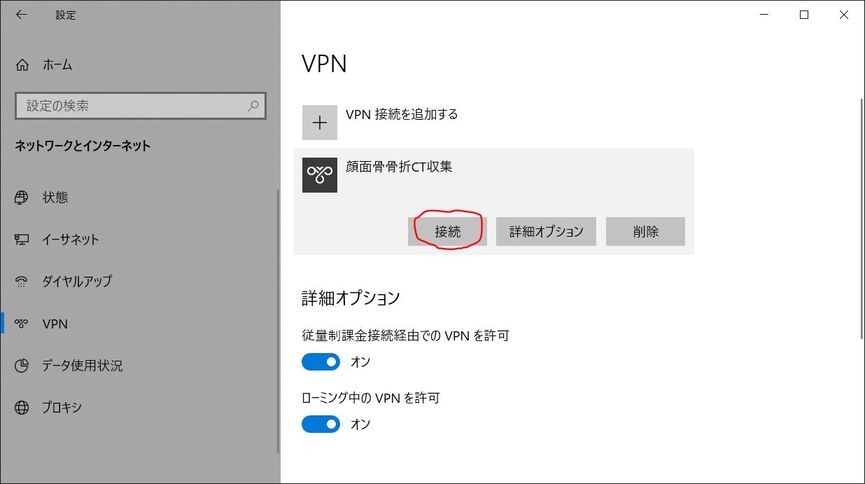 設定
ホーム
設定の検索
ネットワークとインターネット
状態
イーサネット
ダイヤルアップ
VPN
データ使用状況
プロキシ
VPN
VPN 接続を追加する
顔面骨骨折CT収集
接続
詳細オプション
削除
詳細オプション
従量制課金接続経由での VPN を許可
オン
ローミング中の VPN を許可
オン